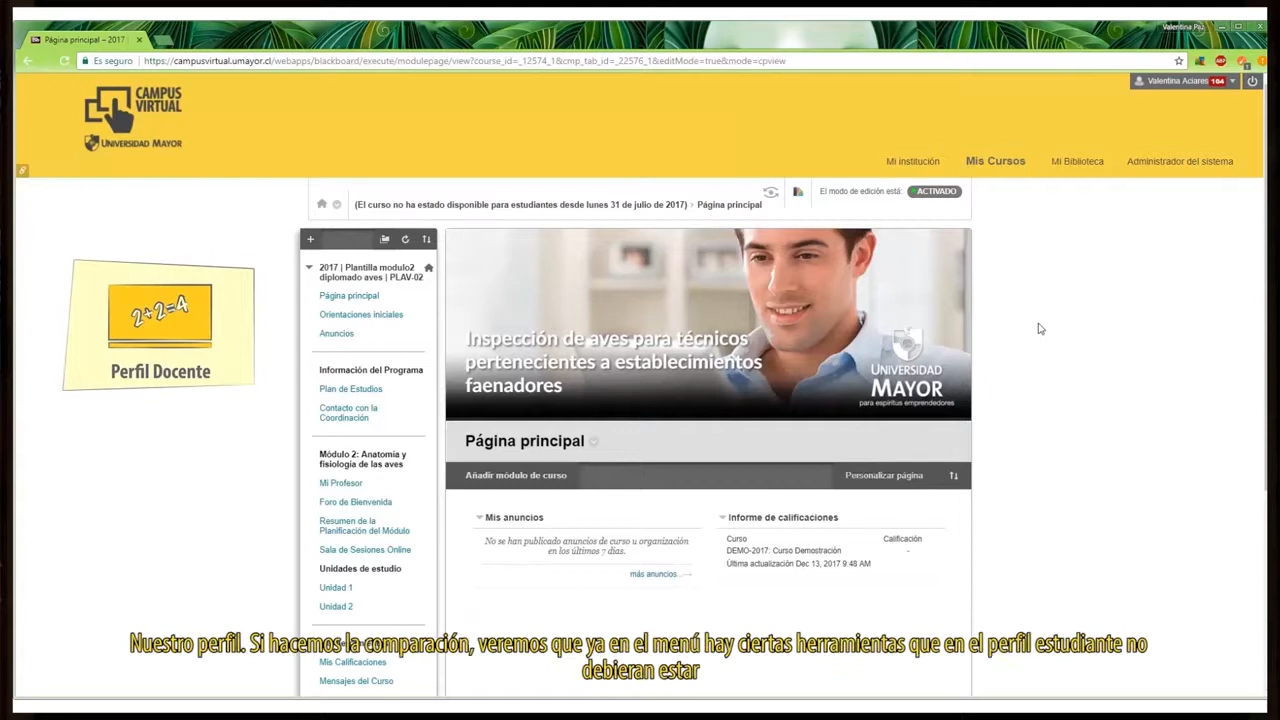 Valentina Paz
Página principal – 2017 |
Es seguro
https://campusvirtual.umayor.cl/webapps/blackboard/execute/modulepage/view?course_id=_12574_1&cmp_tab_id=_22576_1&editMode=true&mode=cpview
Valentina Aciares 164
CAMPUS
VIRTUAL
UNIVERSIDAD MAYOR
Mi institución
Mis Cursos
Mi Biblioteca
Administrador del sistema
El modo de edición está: ACTIVADO
(El curso no ha estado disponible para estudiantes desde lunes 31 de julio de 2017) > Página principal
2+2=4
Perfil Docente
2017 | Plantilla modulo2
diplomado aves | PLAV-02
Página principal
Orientaciones iniciales
Anuncios
Información del Programa
Plan de Estudios
Contacto con la
Coordinación
Módulo 2: Anatomía y
fisiología de las aves
Mi Profesor
Foro de Bienvenida
Resumen de la
Planificación del Módulo
Sala de Sesiones Online
Unidades de estudio
Unidad 1
Unidad 2
Mis Calificaciones
Mensajes del Curso
Inspección de aves para técnicos
pertenecientes a establecimientos
faenadores
UNIVERSIDAD
MAYOR
para espíritus emprendedores
Página principal
Añadir módulo de curso
Personalizar página
Mis anuncios
No se han publicado anuncios de curso u organización
en los últimos 7 días.
más anuncios...
Informe de calificaciones
Curso
Calificación
DEMO-2017: Curso Demostración
-
Última actualización Dec 13, 2017 9:48 AM
Nuestro perfil. Si hacemos la comparación, veremos que ya en el menú hay ciertas herramientas que en el perfil estudiante no
debieran estar